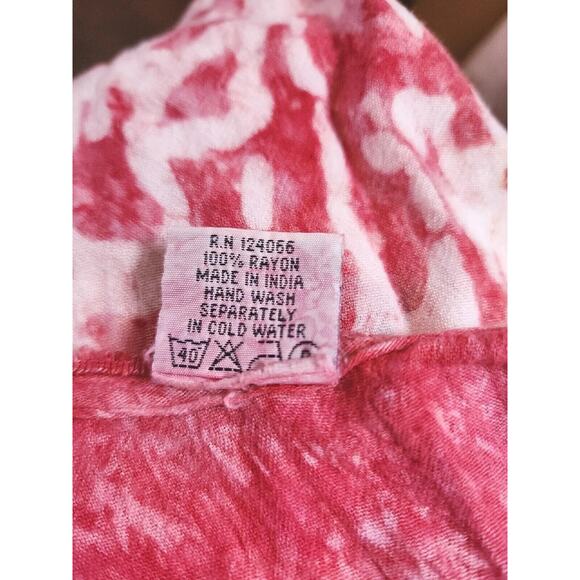 R.N 124066
100% RAYON
MADE IN INDIA
HAND WASH
SEPARATELY
IN COLD WATER
40